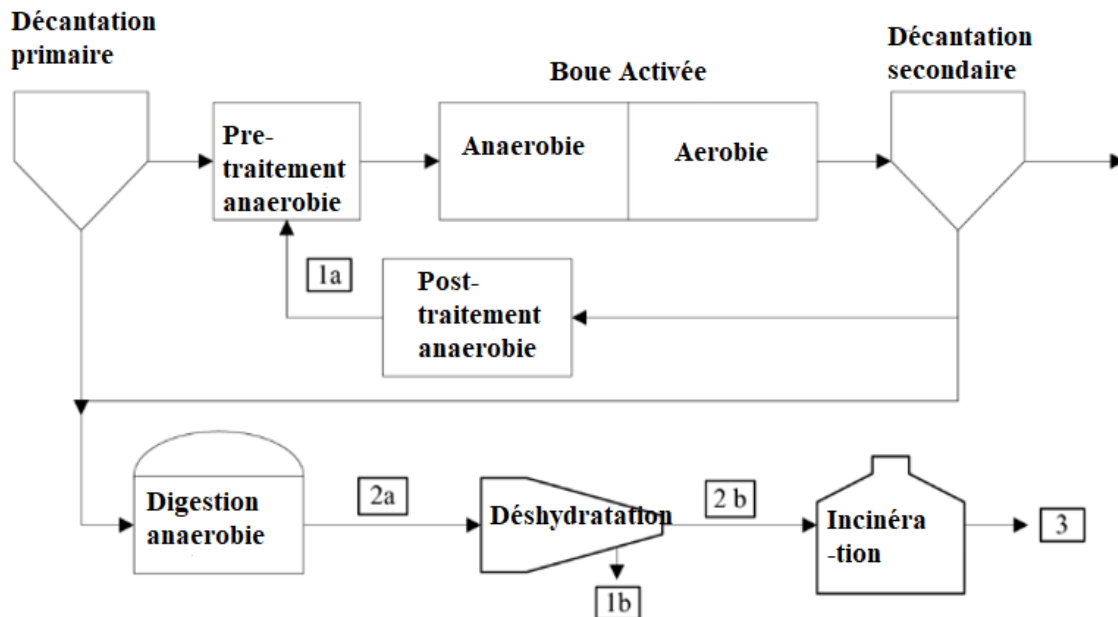 Décantation
primaire
Boue Activée
Décantation
secondaire
Pre-
traitement
anaerobie
Anaerobie
Aerobie
1a
Post-
traitement
anaerobie
Digestion
anaerobie
2a
Déshydratation
2 b
Incinéra
-tion
3
1b